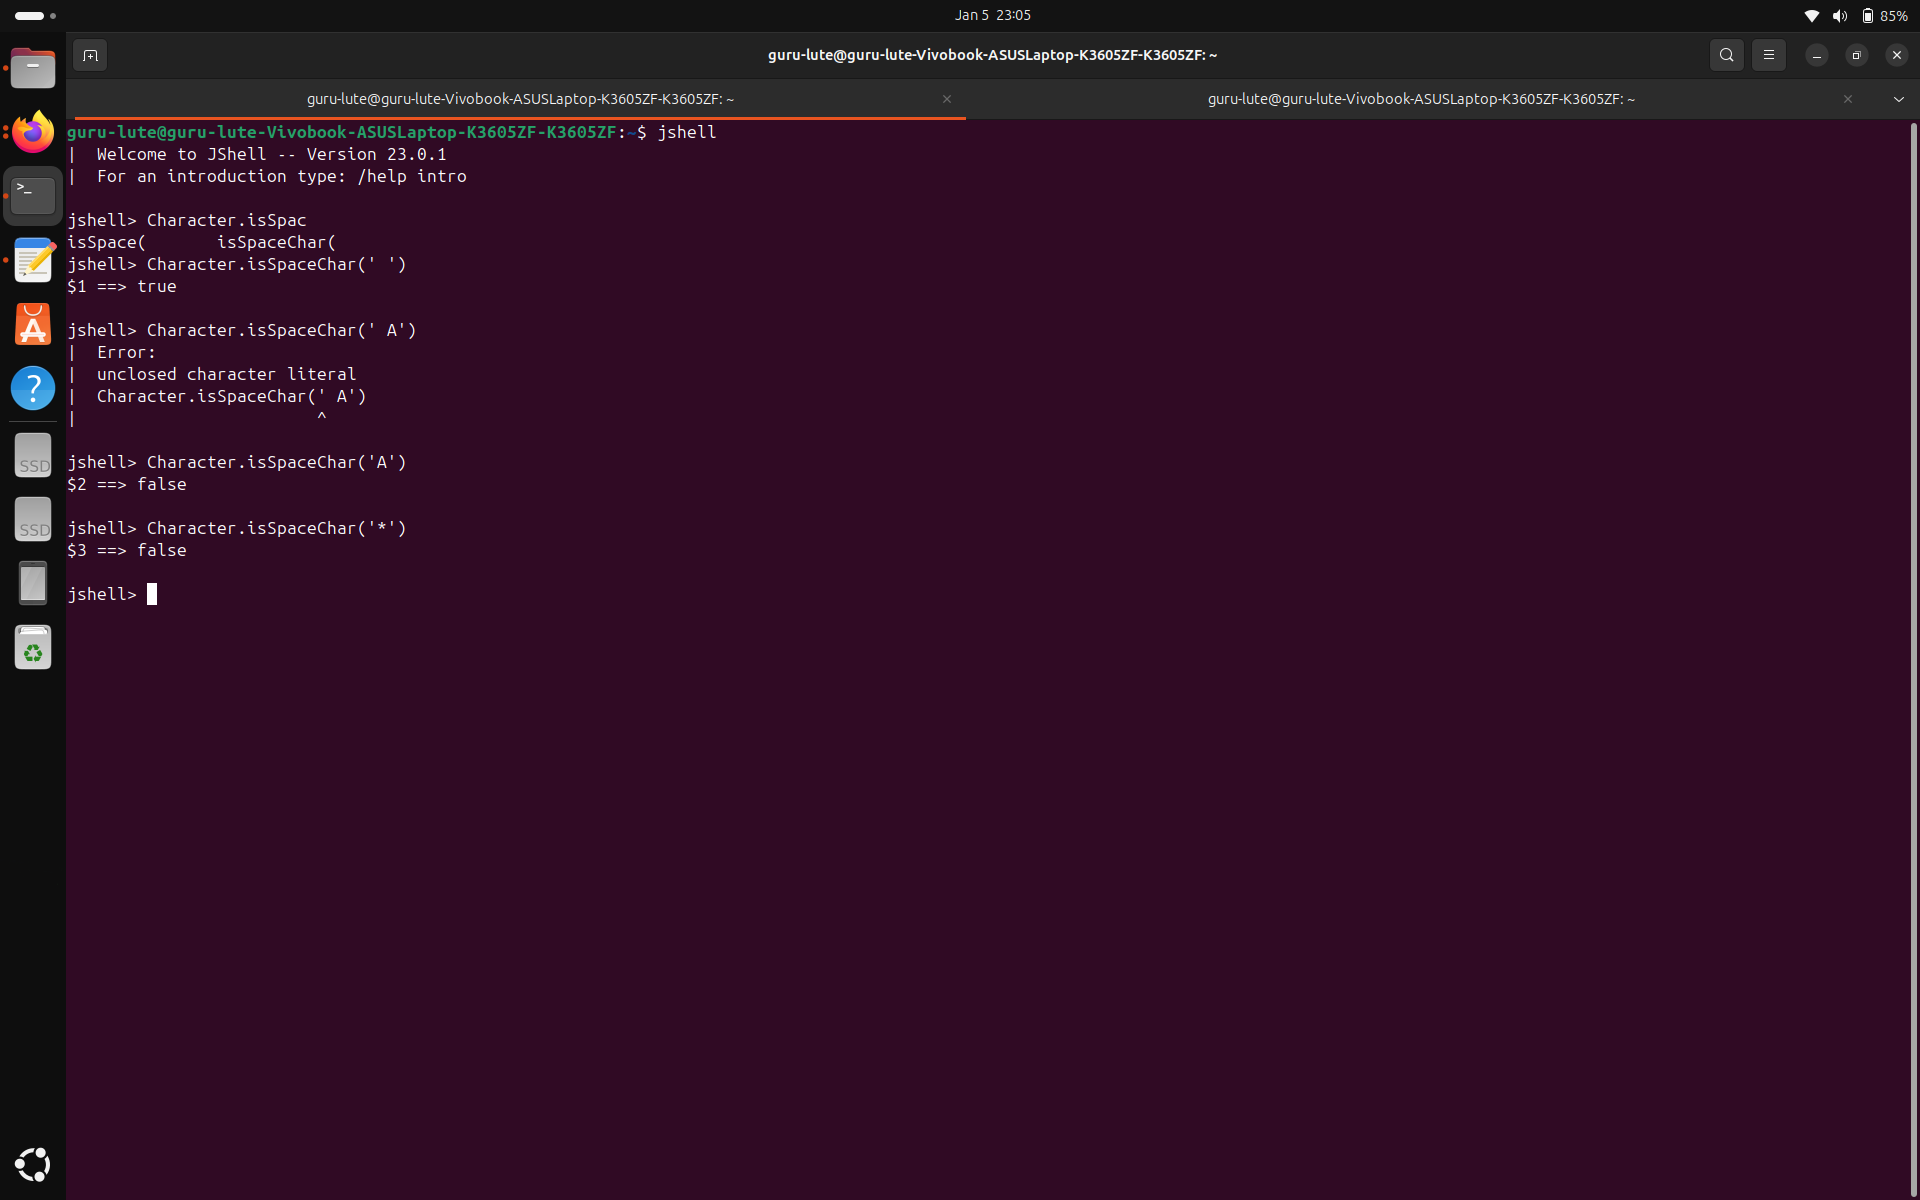 Jan 5 23:05
85%
guru-lute@guru-lute-Vivobook-ASUSLaptop-K3605ZF-K3605ZF: ~
guru-lute@guru-lute-Vivobook-ASUSLaptop-K3605ZF-K3605ZF: ~
guru-lute@guru-lute-Vivobook-ASUSLaptop-K3605ZF-K3605ZF: ~
guru-lute@guru-lute-Vivobook-ASUSLaptop-K3605ZF-K3605ZF:~$ jshell
|  Welcome to JShell -- Version 23.0.1
|  For an introduction type: /help intro
jshell> Character.isSpac
isSpace(       isSpaceChar(
jshell> Character.isSpaceChar(' ')
$1 ==> true
jshell> Character.isSpaceChar(' A')
|  Error:
|  unclosed character literal
|  Character.isSpaceChar(' A')
|                        ^
jshell> Character.isSpaceChar('A')
$2 ==> false
jshell> Character.isSpaceChar('*')
$3 ==> false
jshell>
>_
A
?
SSD
SSD